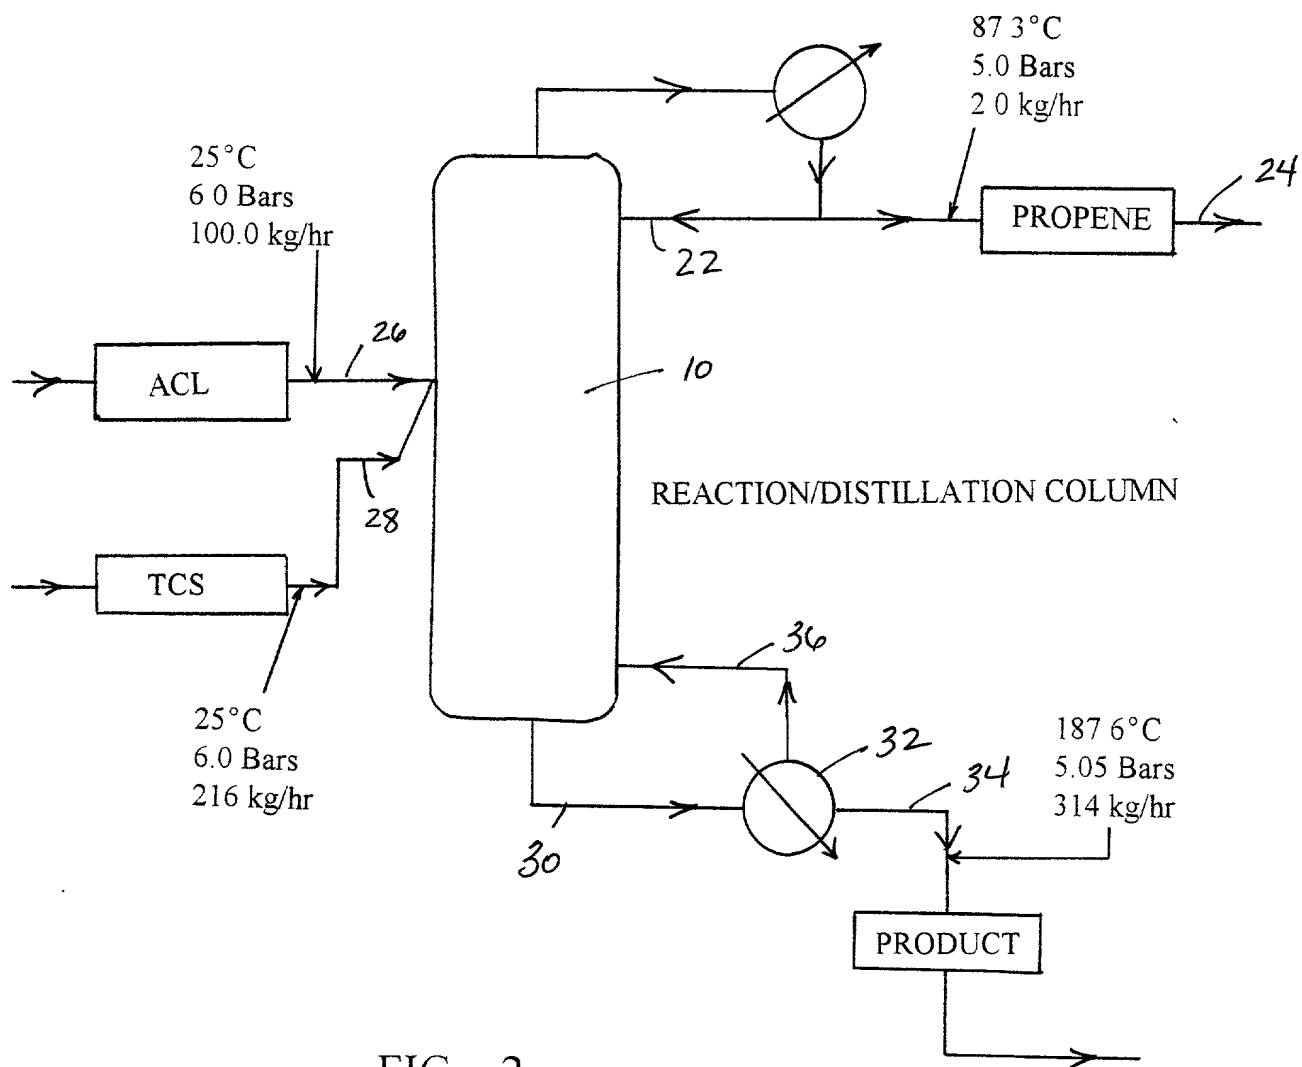 87 3°C
5.0 Bars
2 0 kg/hr
25°C
6 0 Bars
100.0 kg/hr
24
PROPENE
22
26
ACL
10
REACTION/DISTILLATION COLUMN
28
TCS
36
25°C
6.0 Bars
216 kg/hr
32
34
187 6°C
5.05 Bars
314 kg/hr
30
PRODUCT